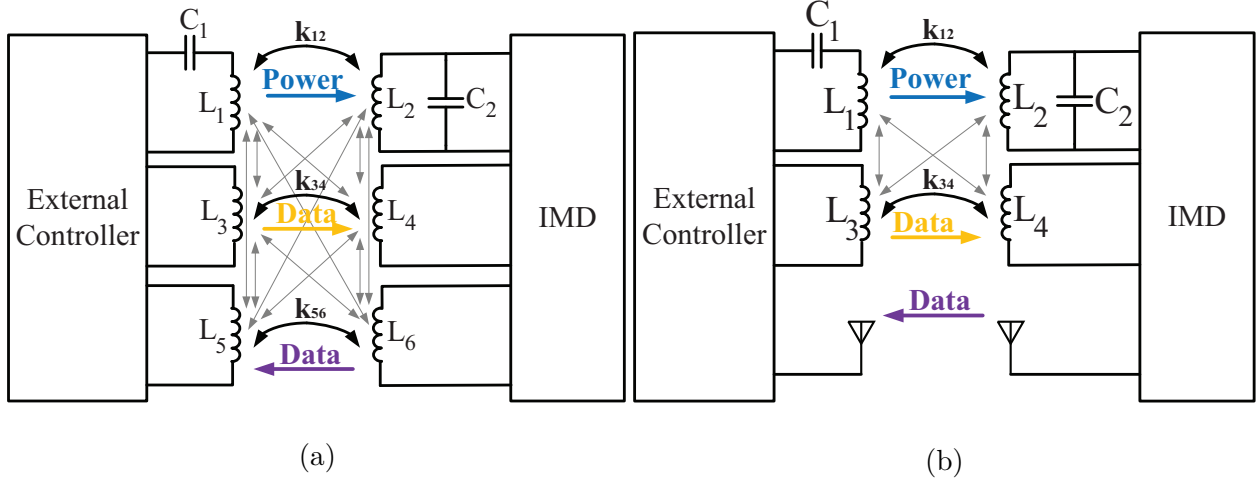 C1
k12
Power
L1
L2
C2
External
Controller
k34
L3
Data
L4
IMD
k56
L5
Data
L6
(a)
C1
k12
Power
L1
L2
C2
External
Controller
k34
L3
Data
L4
IMD
Data
(b)